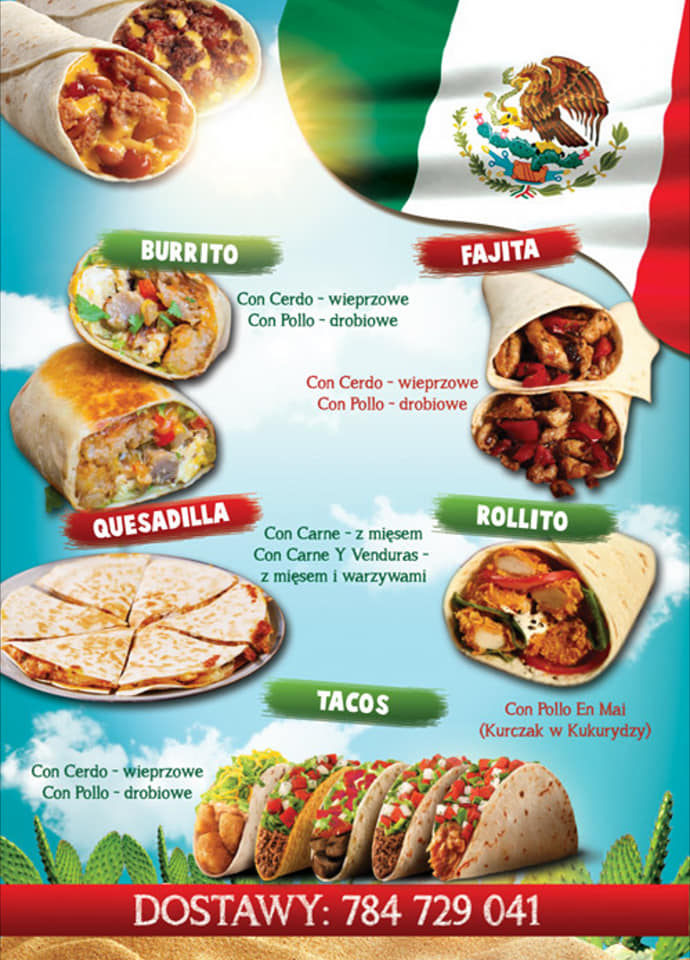 BURRITO
Con Cerdo - wieprzowe
Con Pollo - drobiowe
FAJITA
Con Cerdo - wieprzowe
Con Pollo - drobiowe
QUESADILLA
Con Carne - z mięsem
Con Carne Y Venduras -
z mięsem i warzywami
ROLLITO
Con Pollo En Mai
(Kurczak w Kukurydzy)
TACOS
Con Cerdo - wieprzowe
Con Pollo - drobiowe
DOSTAWY: 784 729 041